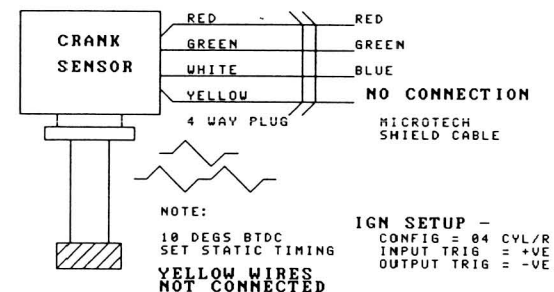 RED RED
CRANK SENSOR
GREEN GREEN
WHITE BLUE
YELLOW NO CONNECTION
4 WAY PLUG
MICROTECH
SHIELD CABLE
NOTE:
10 DEGS BTDC
SET STATIC TIMING
YELLOW WIRES
NOT CONNECTED
IGN SETUP -
CONFIG = 04 CYL/R
INPUT TRIG = +VE
OUTPUT TRIG = -VE